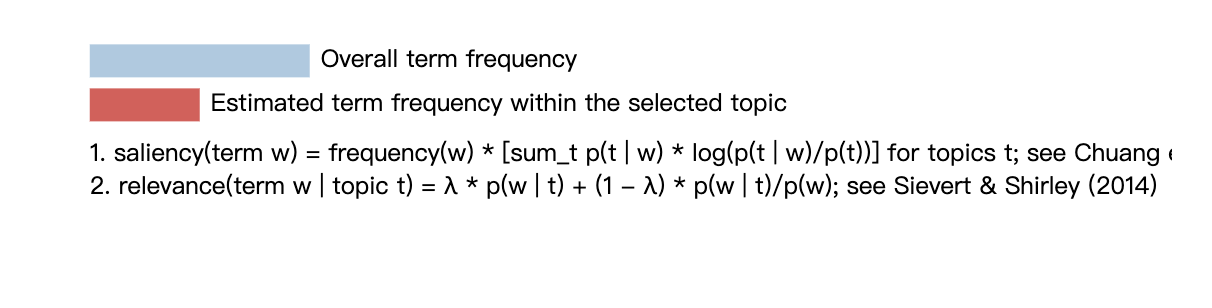 Overall term frequency
Estimated term frequency within the selected topic
1. saliency(term w) = frequency(w) * [sum_t p(t | w) * log(p(t | w)/p(t))] for topics t; see Chuang
2. relevance(term w | topic t) = λ * p(w | t) + (1 – λ) * p(w | t)/p(w); see Sievert & Shirley (2014)